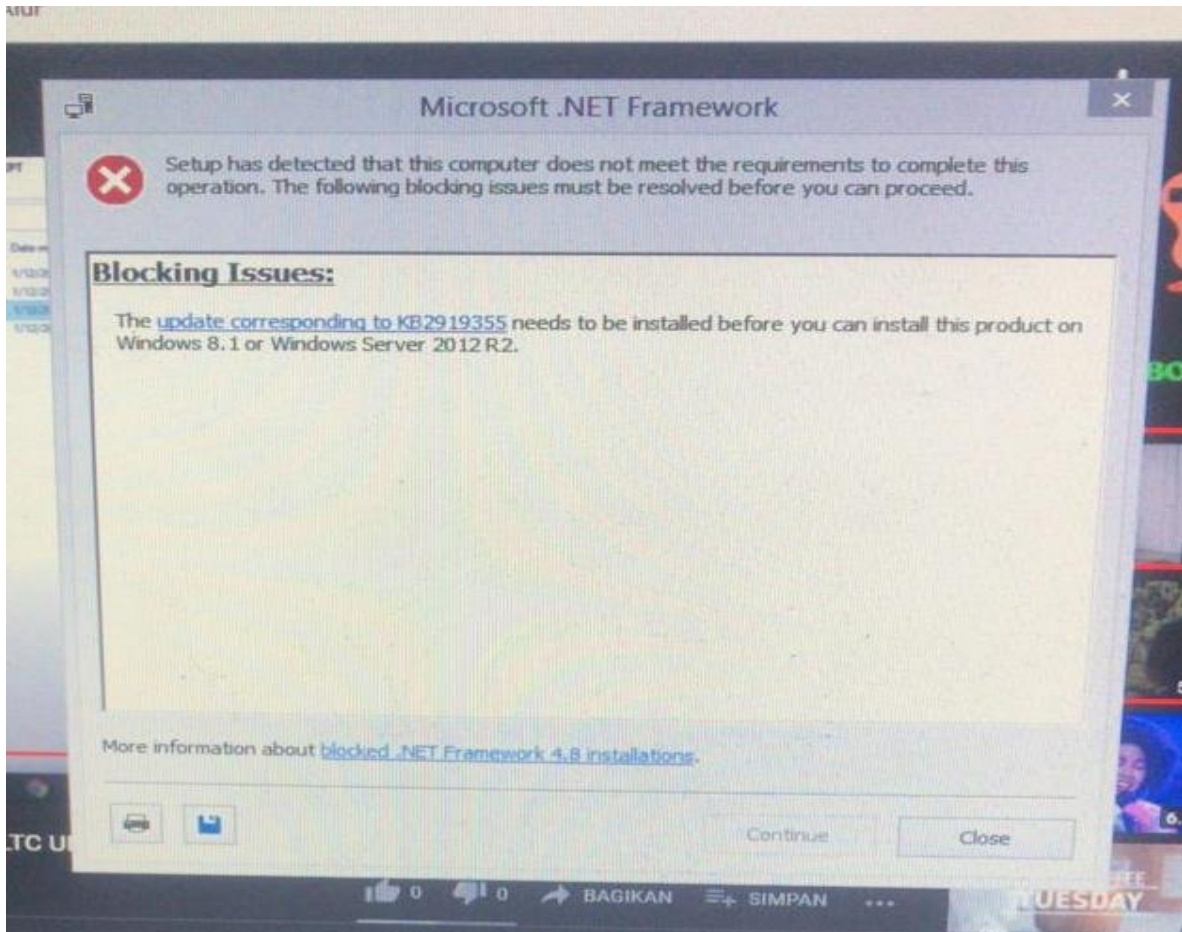 Microsoft .NET Framework
Setup has detected that this computer does not meet the requirements to complete this
operation. The following blocking issues must be resolved before you can proceed.
Blocking Issues:
The update corresponding to KB2919355 needs to be installed before you can install this product on
Windows 8.1 or Windows Server 2012 R2.
More information about blocked .NET Framework 4.8 installations.
Continue
Close
0
0
BAGIKAN
SIMPAN
...
TUESDAY